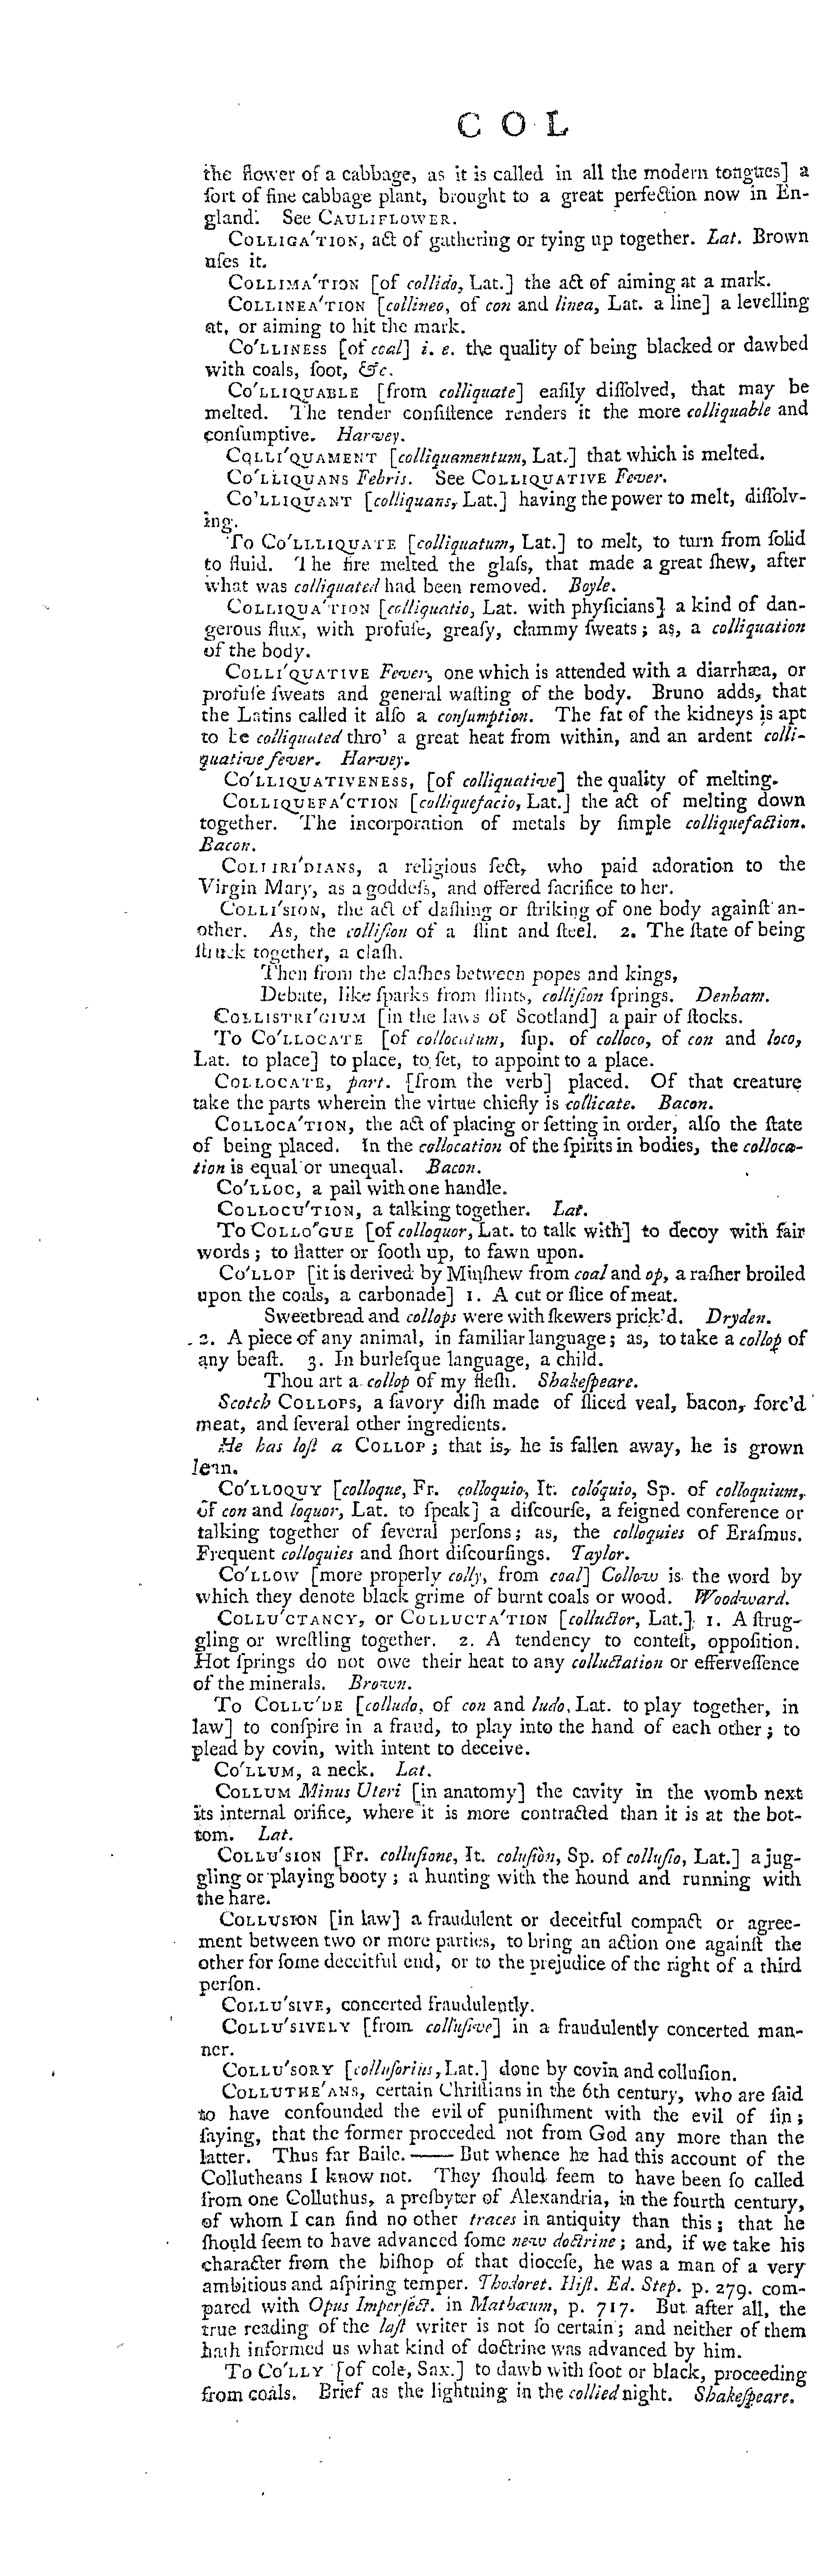 C O L
the flower of a cabbage, as it is called in all the modern tongues] a
ſort of fine cabbage plant, brought to a great perfection now in En-
gland. See CAULIFLOWER.
COLLIGA'TION, act of gathering or tying up together. Lat. Brown
uſes it.
COLLIMA'TION [of collido, Lat.] the act of aiming at a mark.
COLLINEA'TION [collineo, of con and linea, Lat. a line] a levelling
at, or aiming to hit the mark.
CO'LLINESS [of coal] i. e. the quality of being blacked or dawbed
with coals, ſoot, &c.
CO'LLIQUABLE [from colliquate] eaſily diſſolved, that may be
melted. The tender conſiſtence renders it the more colliquable and
conſumptive. Harvey.
COLLI'QUAMENT [colliquamentum, Lat.] that which is melted.
CO'LLIQUANS Febris. See COLLIQUATIVE Fever.
CO'LLIQUANT [colliquans, Lat.] having the power to melt, diſſolv-
ing.
To CO'LLLIQUATE [colliquatum, Lat.] to melt, to turn from ſolid
to fluid. The fire melted the glaſs, that made a great ſhew, after
what was colliquated had been removed. Boyle.
COLLIQUA'TION [colliquatio, Lat. with phyſicians] a kind of dan-
gerous flux, with profuſe, greaſy, clammy ſweats; as, a colliquation
of the body.
COLLI'QUATIVE Fever, one which is attended with a diarrhæa, or
profuſe ſweats and general waſting of the body. Bruno adds, that
the Latins called it alſo a conſumption. The fat of the kidneys is apt
to be colliquated thro' a great heat from within, and an ardent colli-
quative fever. Harvey.
CO'LLIQUATIVENESS, [of colliquative] the quality of melting.
COLLIQUEFA'CTION [colliquefacio, Lat.] the act of melting down
together. The incorporation of metals by ſimple colliquefaction.
Bacon.
COLLIRI'DIANS, a religious ſect, who paid adoration to the
Virgin Mary, as a goddeſs, and offered ſacrifice to her.
COLLI'SION, the act of daſhing or ſtriking of one body againſt an-
other. As, the colliſion of a flint and ſteel. 2. The ſtate of being
ſtruck together, a claſh.
Then from the claſhes between popes and kings,
Debate, like ſparks from flints, colliſion ſprings. Denham.
COLLISTRI'GIUM [in the laws of Scotland] a pair of ſtocks.
To CO'LLOCATE [of collocatum, ſup. of colloco, of con and loco,
Lat. to place] to place, to ſet, to appoint to a place.
COLLOCATE, part. [from the verb] placed. Of that creature
take the parts wherein the virtue chiefly is collicate. Bacon.
COLLOCA'TION, the act of placing or ſetting in order, alſo the ſtate
of being placed. In the collocation of the ſpirits in bodies, the colloca-
tion is equal or unequal. Bacon.
CO'LLOC, a pail with one handle.
COLLOCU'TION, a talking together. Lat.
To COLLO'GUE [of colloquor, Lat. to talk with] to decoy with fair
words; to flatter or ſooth up, to fawn upon.
CO'LLOP [it is derived by Minſhew from coal and op, a raſher broiled
upon the coals, a carbonade] 1. A cut or ſlice of meat.
Sweetbread and collops were with ſkewers prick'd. Dryden.
2. A piece of any animal, in familiar language; as, to take a collop of
any beaſt. 3. In burleſque language, a child.
Thou art a collop of my fleſh. Shakeſpeare.
Scotch COLLOPS, a ſavory diſh made of ſliced veal, bacon, forc'd
meat, and ſeveral other ingredients.
He has loſt a COLLOP; that is, he is fallen away, he is grown
lean.
CO'LLOQUY [colloque, Fr. colloquio, It. colóquio, Sp. of colloquium,
of con and loquor, Lat. to ſpeak] a diſcourſe, a feigned conference or
talking together of ſeveral perſons; as, the colloquies of Eraſmus.
Frequent colloquies and ſhort diſcourſings. Taylor.
CO'LLOW [more properly colly, from coal] Collow is the word by
which they denote black grime of burnt coals or wood. Woodward.
COLLU'CTANCY, or COLLUCTA'TION [colluctor, Lat.] 1. A ſtrug-
gling or wreſtling together. 2. A tendency to conteſt, oppoſition.
Hot ſprings do not owe their heat to any colluctation or efferveſſence
of the minerals. Brown.
To COLLU'DE [colludo, of con and ludo, Lat. to play together, in
law] to conſpire in a fraud, to play into the hand of each other; to
plead by covin, with intent to deceive.
CO'LLUM, a neck. Lat.
COLLUM Minus Uteri [in anatomy] the cavity in the womb next
its internal orifice, where it is more contracted than it is at the bot-
tom. Lat.
COLLU'SION [Fr. colluſione, It. coluſiòn, Sp. of colluſio, Lat.] a jug-
gling or playing booty; a hunting with the hound and running with
the hare.
COLLUSION [in law] a fraudulent or deceitful compact or agree-
ment between two or more parties, to bring an action one againſt the
other for ſome deceitful end, or to the prejudice of the right of a third
perſon.
COLLU'SIVE, concerted fraudulently.
COLLU'SIVELY [from colluſive] in a fraudulently concerted man-
ner.
COLLU'SORY [colluſorius, Lat.] done by covin and colluſion.
COLLUTHE'ANS, certain Chriſtians in the 6th century, who are ſaid
to have confounded the evil of puniſhment with the evil of ſin;
ſaying, that the former procceded not from God any more than the
latter. Thus far Baile. —— But whence he had this account of the
Collutheans I know not. They ſhould ſeem to have been ſo called
from one Colluthus, a preſbyter of Alexandria, in the fourth century,
of whom I can find no other traces in antiquity than this; that he
ſhould ſeem to have advanced ſome new doctrine; and, if we take his
character from the biſhop of that dioceſe, he was a man of a very
ambitious and aſpiring temper. Thodoret. Hiſt. Ed. Step. p. 279. com-
pared with Opus Imperfect. in Mathæum, p. 717. But after all, the
true reading of the laſt writer is not ſo certain; and neither of them
hath informed us what kind of doctrine was advanced by him.
To CO'LLY [of cole, Sax.] to dawb with ſoot or black, proceeding
from coals. Brief as the lightning in the collied night. Shakeſpeare.